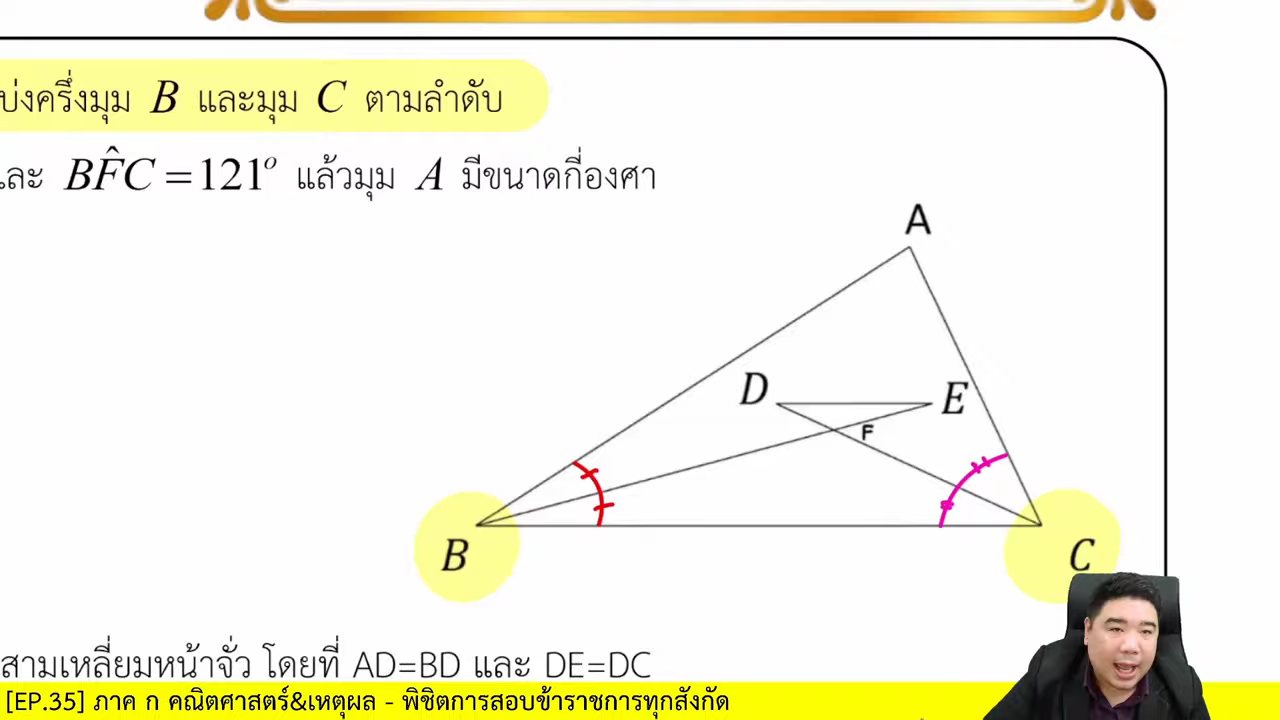 บ่งครึ่งมุม B และมุม C ตามลำดับ
และ BF̂C = 121° แล้วมุม A มีขนาดกี่องศา
A
D
E
F
B
C
สามเหลี่ยมหน้าจั่ว โดยที่ AD=BD และ DE=DC
[EP.35] ภาค ก คณิตศาสตร์&เหตุผล - พิชิตการสอบข้าราชการทุกสังกัด